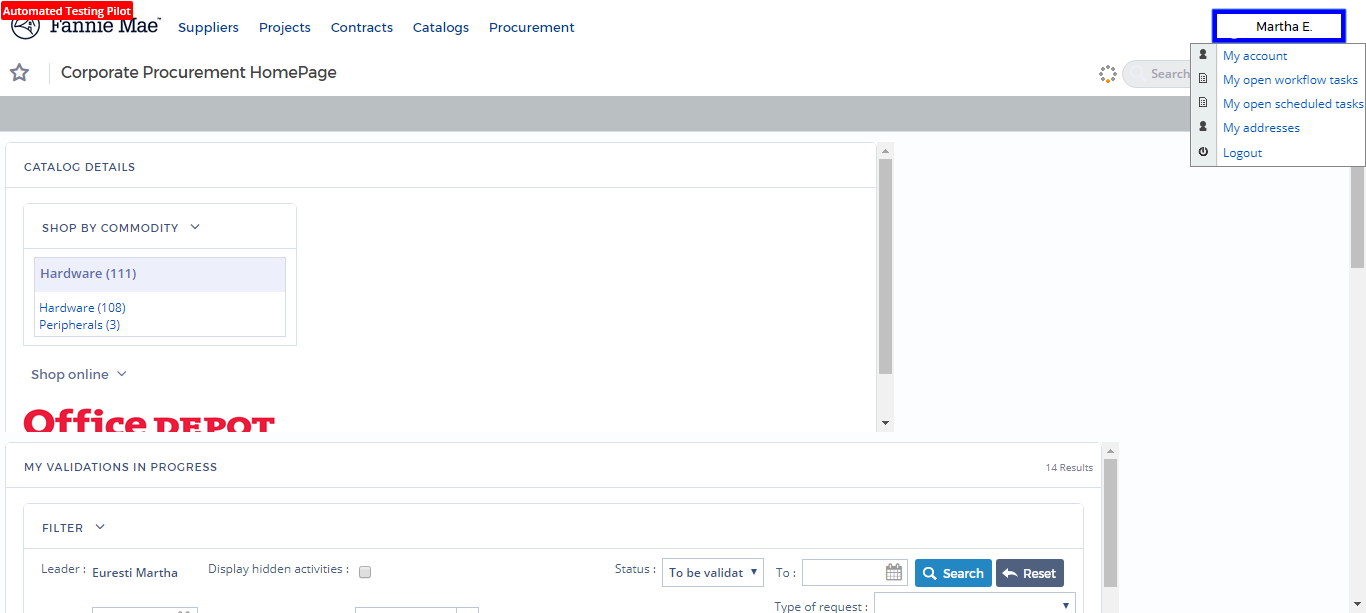 Automated Testing Pilot
Fannie Mae™
Suppliers Projects Contracts Catalogs Procurement
Martha E.
My account
My open workflow tasks
My open scheduled tasks
My addresses
Logout
Corporate Procurement HomePage
Search
CATALOG DETAILS
SHOP BY COMMODITY
Hardware (111)
Hardware (108)
Peripherals (3)
Shop online
Office DEPOT
MY VALIDATIONS IN PROGRESS
14 Results
FILTER
Leader : Euresti Martha Display hidden activities : Status : To be validat To : Search Reset
Type of request :